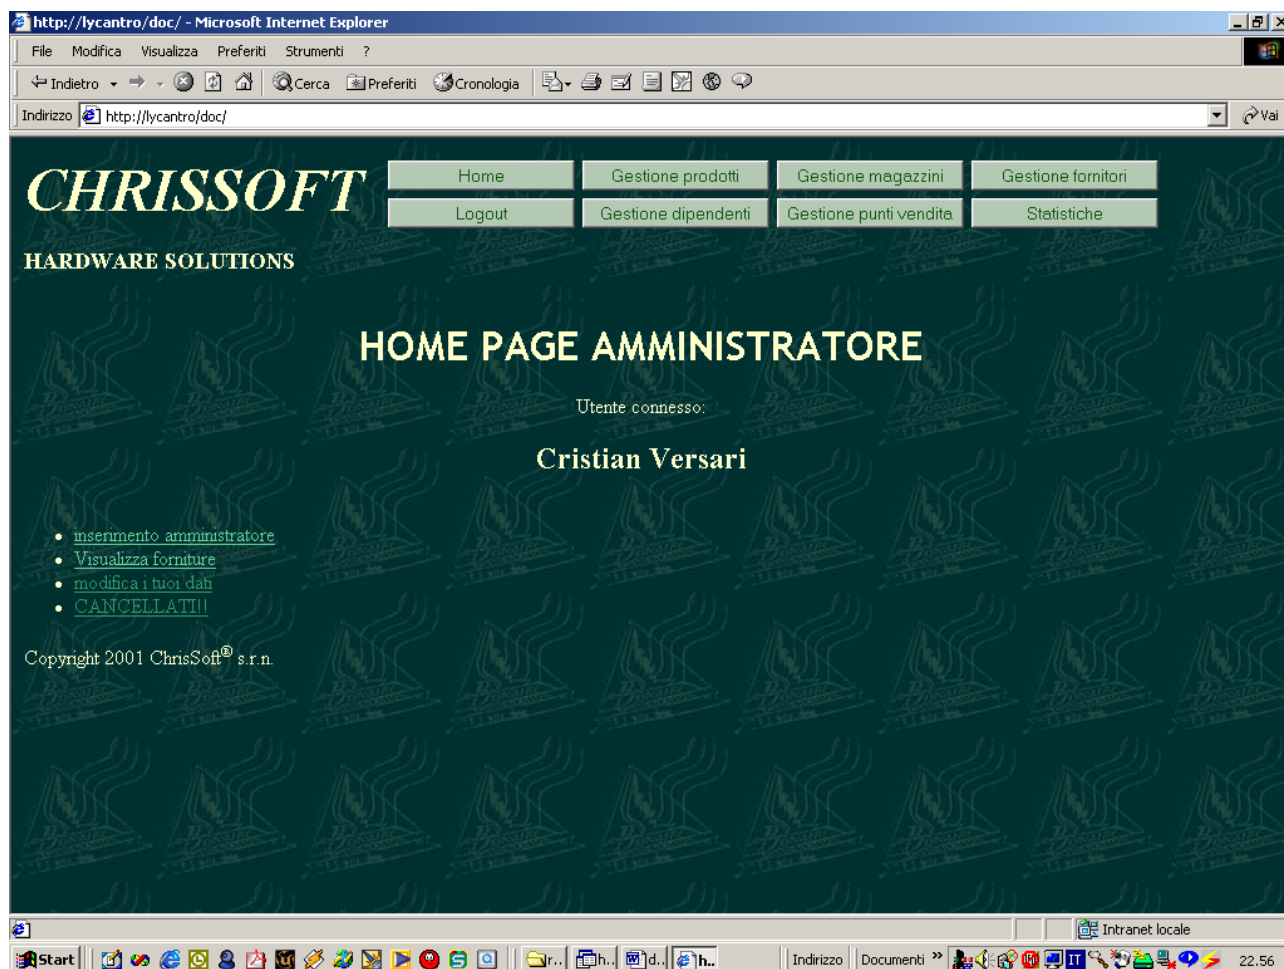 http://lycantro/doc/ - Microsoft Internet Explorer
File Modifica Visualizza Preferiti Strumenti ?
Indietro Cerca Preferiti Cronologia
Indirizzo http://lycantro/doc/ Vai
CHRISSOFT
Home Gestione prodotti Gestione magazzini Gestione fornitori
Logout Gestione dipendenti Gestione punti vendita Statistiche
HARDWARE SOLUTIONS
HOME PAGE AMMINISTRATORE
Utente connesso:
Cristian Versari
inserimento amministratore
Visualizza forniture
modifica i tuoi dati
CANCELLATI!!
Copyright 2001 ChrisSoft® s.r.n.
Intranet locale
Start r.. h.. d.. h.. Indirizzo Documenti » IT 22.56